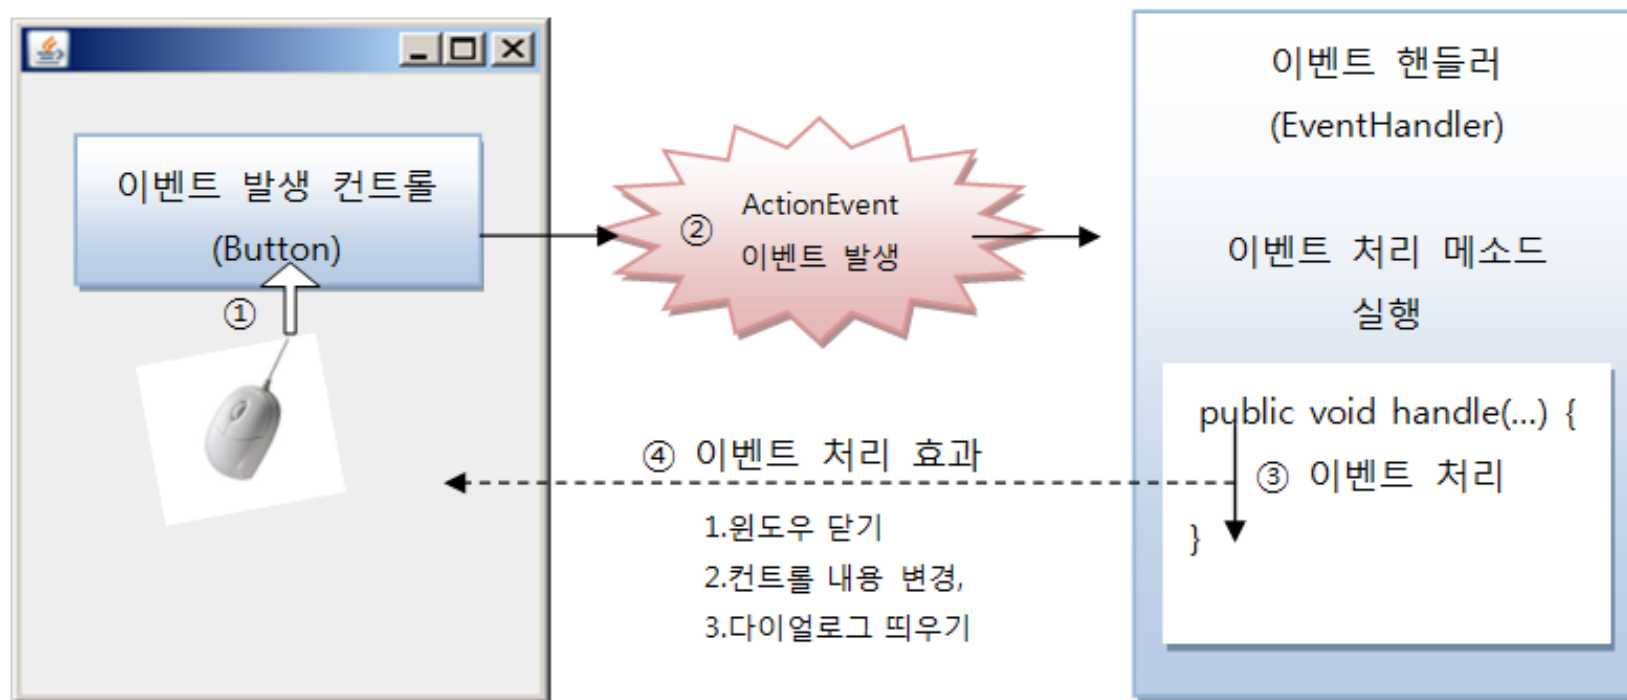 이벤트 발생 컨트롤
(Button)
①
② ActionEvent
이벤트 발생
이벤트 핸들러
(EventHandler)
이벤트 처리 메소드
실행
public void handle(...) {
③ 이벤트 처리
}
④ 이벤트 처리 효과
1.윈도우 닫기
2.컨트롤 내용 변경,
3.다이얼로그 띄우기